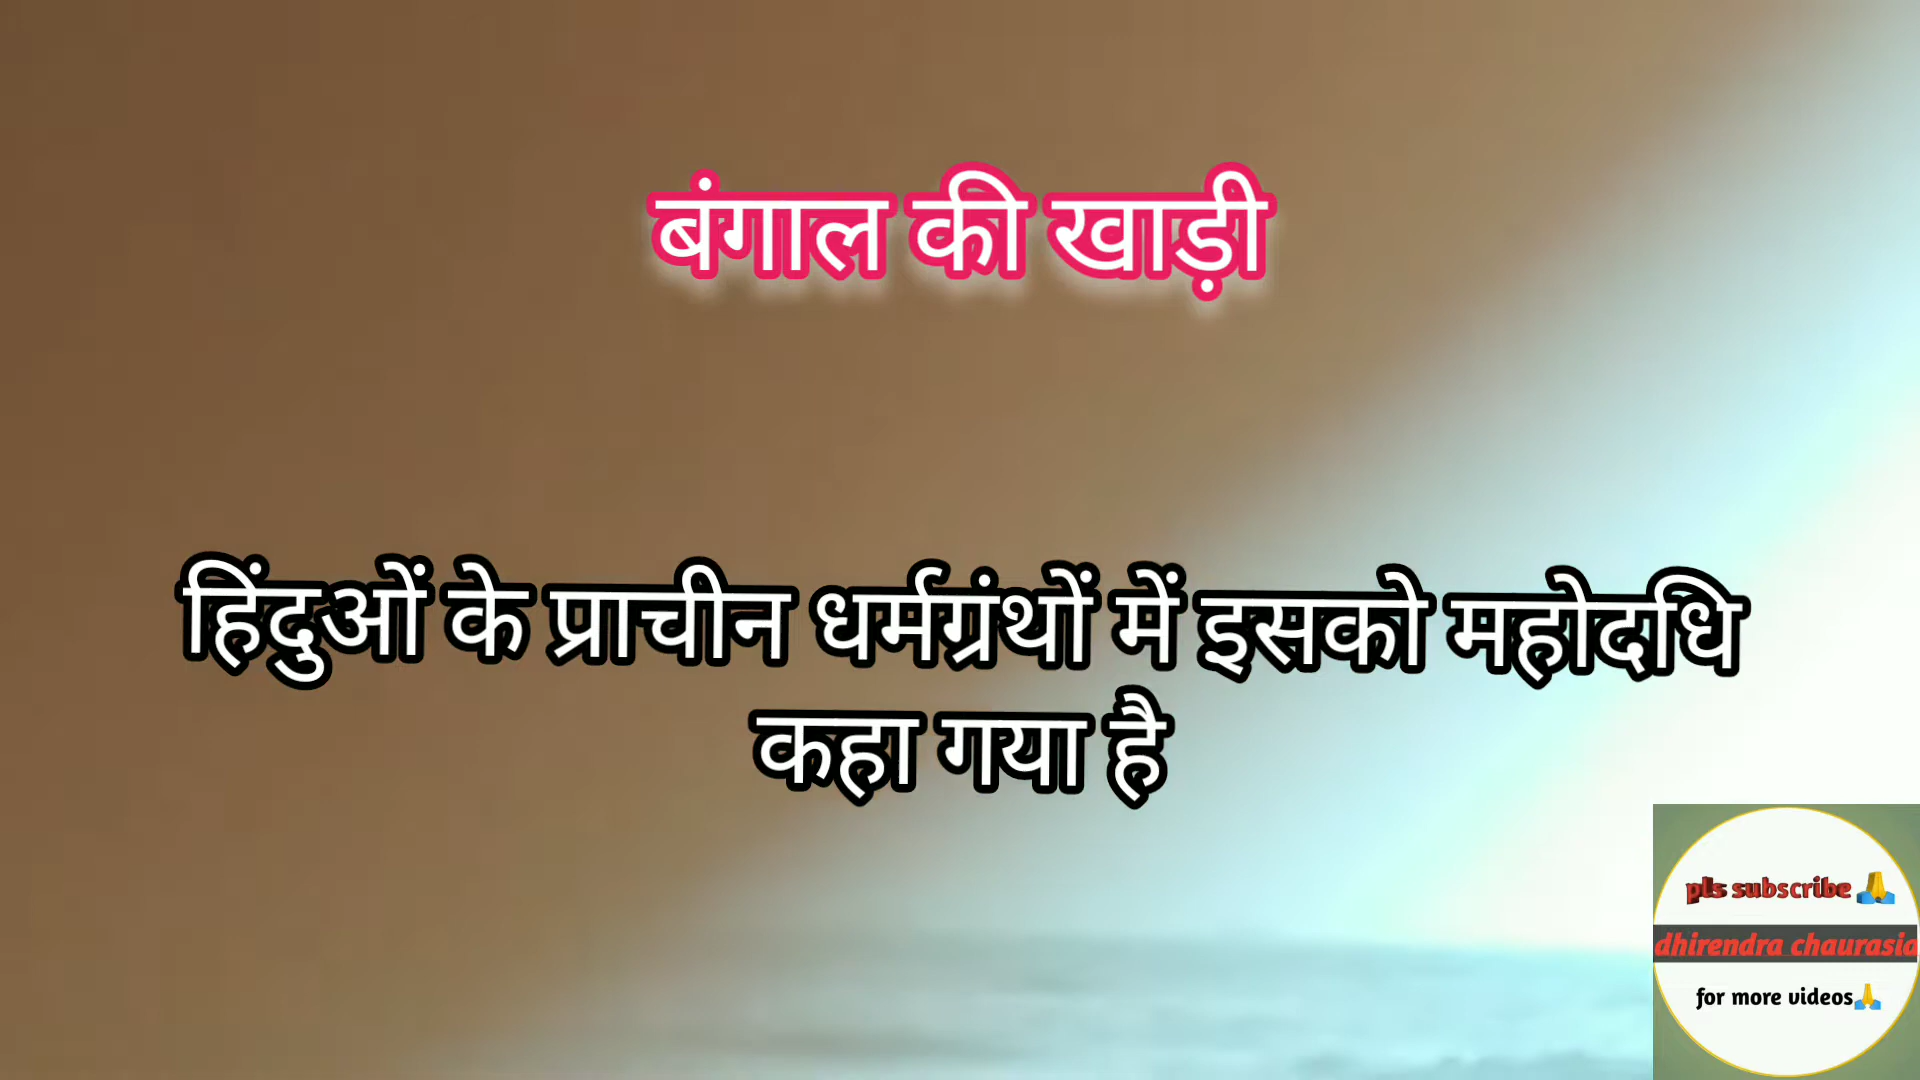 बंगाल की खाड़ी
हिंदुओं के प्राचीन धर्मग्रंथों में इसको महोदधि
कहा गया है
pls subscribe 🙏
dhirendra chaurasia
for more videos🙏